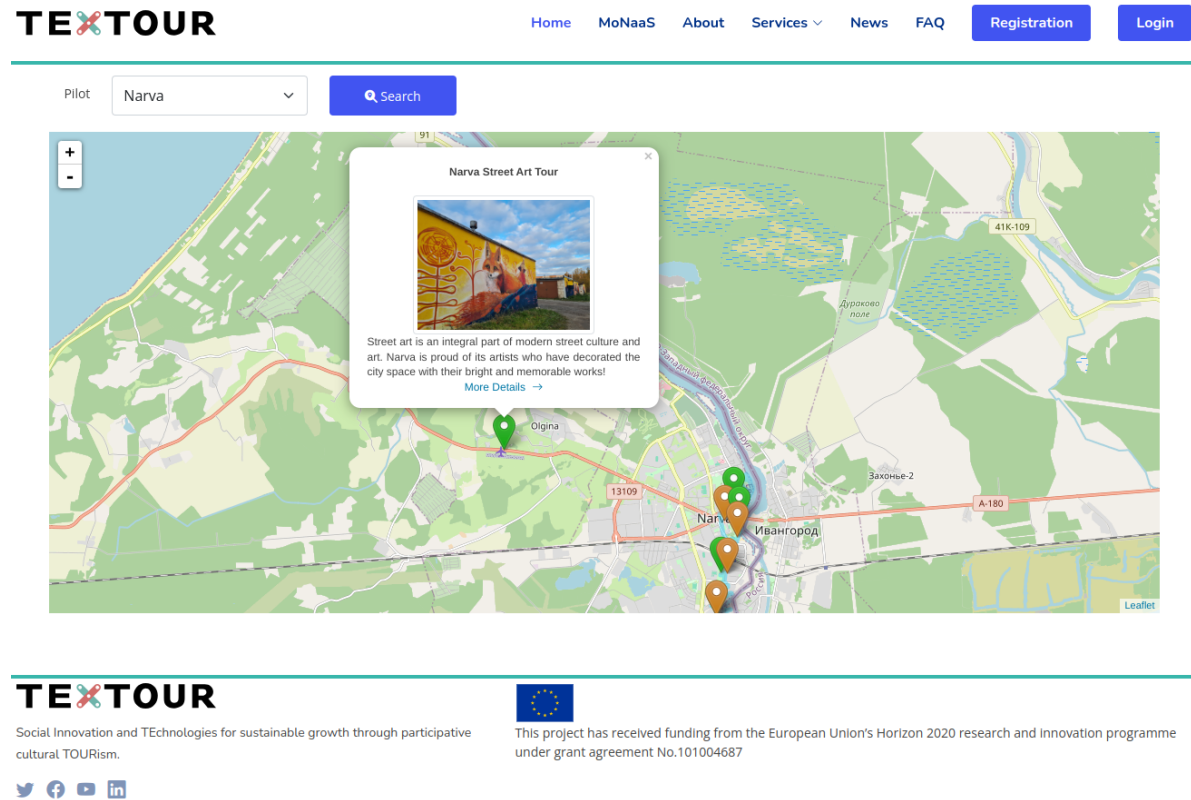 TEXTOUR
Home MoNaaS About Services News FAQ Registration Login
Pilot Narva Search
+
-
91
×
Narva Street Art Tour
Street art is an integral part of modern street culture and
art. Narva is proud of its artists who have decorated the
city space with their bright and memorable works!
More Details →
41K-109
Дураково
поле
Olgina
13109
Захонье-2
A-180
Ивангород
Leaflet
TEXTOUR
Social Innovation and TEchnologies for sustainable growth through participative
cultural TOURism.
This project has received funding from the European Union's Horizon 2020 research and innovation programme
under grant agreement No.101004687